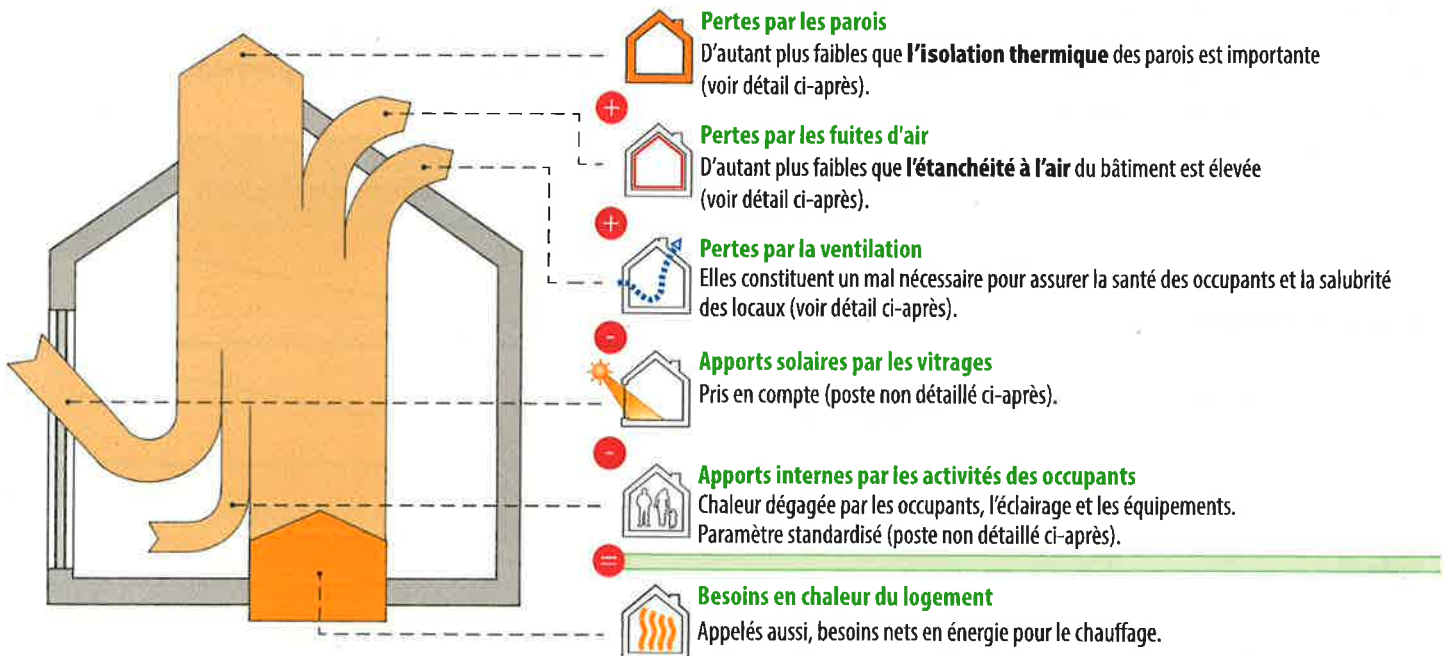 Pertes par les parois
D'autant plus faibles que l'isolation thermique des parois est importante
(voir détail ci-après).
+
Pertes par les fuites d'air
D'autant plus faibles que l'étanchéité à l'air du bâtiment est élevée
(voir détail ci-après).
+
Pertes par la ventilation
Elles constituent un mal nécessaire pour assurer la santé des occupants et la salubrité
des locaux (voir détail ci-après).
-
Apports solaires par les vitrages
Pris en compte (poste non détaillé ci-après).
-
Apports internes par les activités des occupants
Chaleur dégagée par les occupants, l'éclairage et les équipements.
Paramètre standardisé (poste non détaillé ci-après).
=
Besoins en chaleur du logement
Appelés aussi, besoins nets en énergie pour le chauffage.